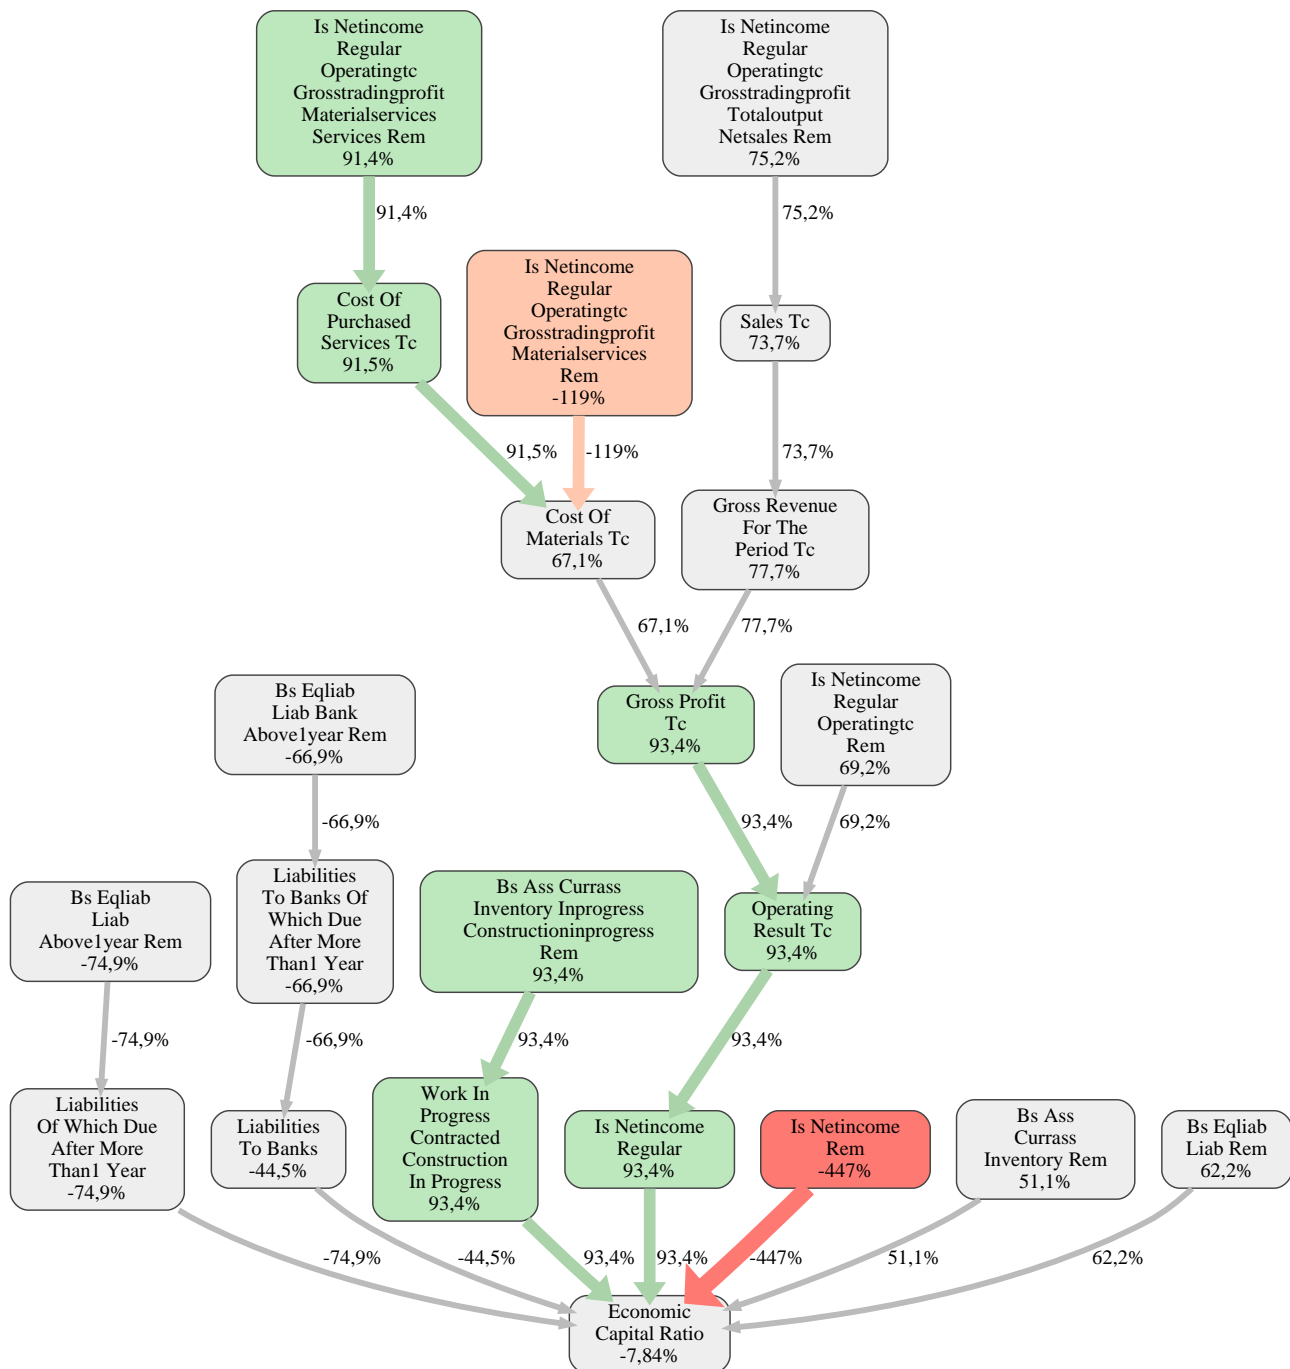 Is Netincome
Regular
Operatingtc
Grosstradingprofit
Materialservices
Services Rem
91,4%
Is Netincome
Regular
Operatingtc
Grosstradingprofit
Totaloutput
Netsales Rem
75,2%
91,4%
75,2%
Is Netincome
Regular
Operatingtc
Grosstradingprofit
Materialservices
Rem
-119%
Cost Of
Purchased
Services Tc
91,5%
Sales Tc
73,7%
91,5%
-119%
73,7%
Cost Of
Materials Tc
67,1%
Gross Revenue
For The
Period Tc
77,7%
67,1%
77,7%
Bs Eqliab
Liab Bank
Above1year Rem
-66,9%
Gross Profit
Tc
93,4%
Is Netincome
Regular
Operatingtc
Rem
69,2%
-66,9%
93,4%
69,2%
Bs Eqliab
Liab
Above1year Rem
-74,9%
Liabilities
To Banks Of
Which Due
After More
Than1 Year
-66,9%
Bs Ass Currass
Inventory Inprogress
Constructioninprogress
Rem
93,4%
Operating
Result Tc
93,4%
-74,9%
-66,9%
93,4%
93,4%
Liabilities
Of Which Due
After More
Than1 Year
-74,9%
Liabilities
To Banks
-44,5%
Work In
Progress
Contracted
Construction
In Progress
93,4%
Is Netincome
Regular
93,4%
Is Netincome
Rem
-447%
Bs Ass
Currass
Inventory Rem
51,1%
Bs Eqliab
Liab Rem
62,2%
-74,9%
-44,5%
93,4%
93,4%
-447%
51,1%
62,2%
Economic
Capital Ratio
-7,84%